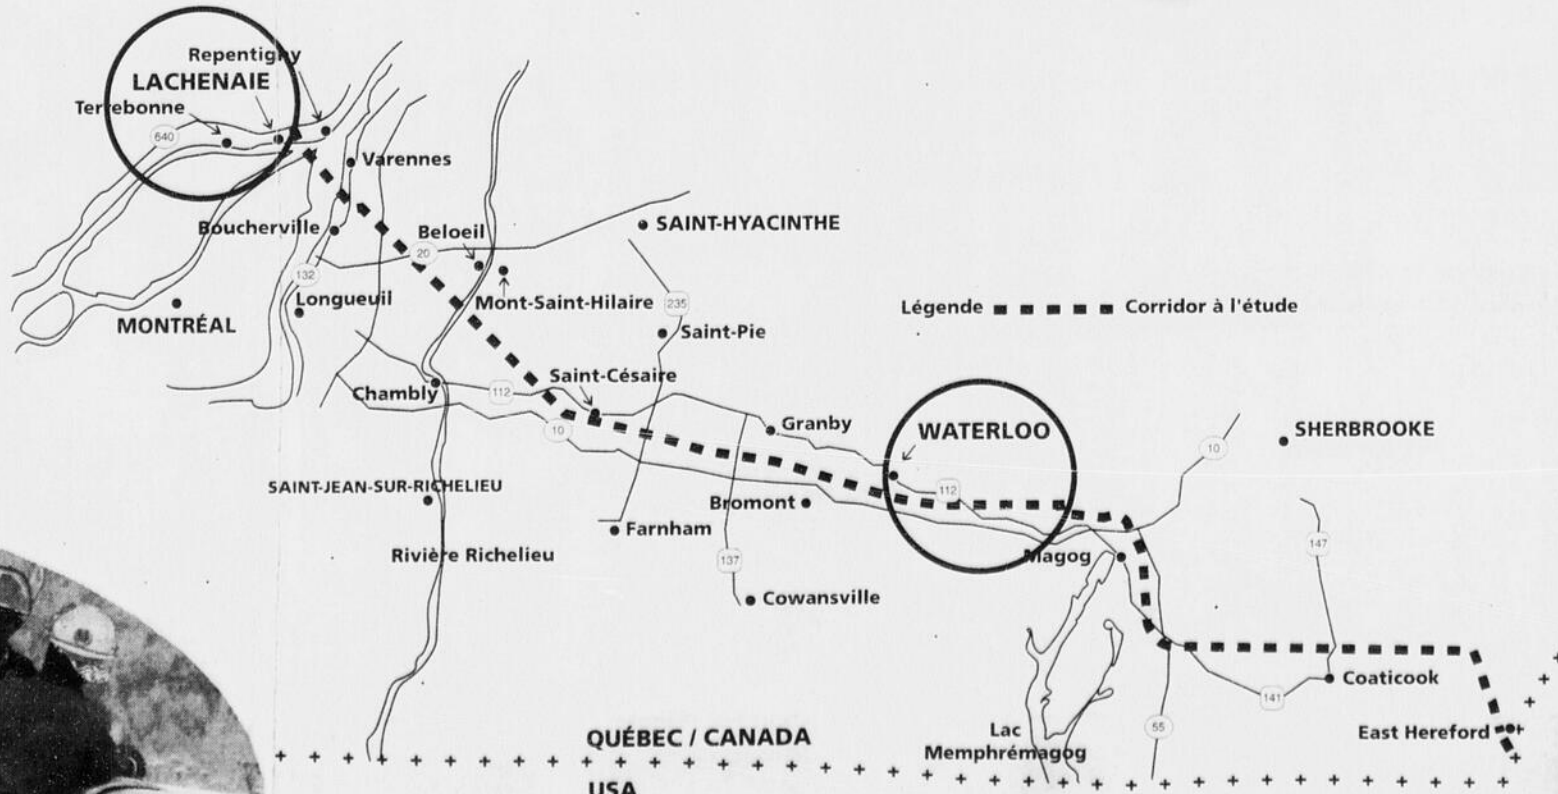 Repentigny
LACHENAIE
Terrebonne
640
Varennes
Boucherville
Beloeil
SAINT-HYACINTHE
20
132
Longueuil
Mont-Saint-Hilaire
235
Légende
Corridor à l'étude
MONTRÉAL
Saint-Pie
Saint-Césaire
Chambly
112
10
Granby
WATERLOO
SHERBROOKE
10
SAINT-JEAN-SUR-RICHELIEU
112
Bromont
Farnham
147
Rivière Richelieu
137
Magog
Cowansville
Coaticook
141
55
Lac
Memphrémagog
East Hereford
QUÉBEC / CANADA
USA